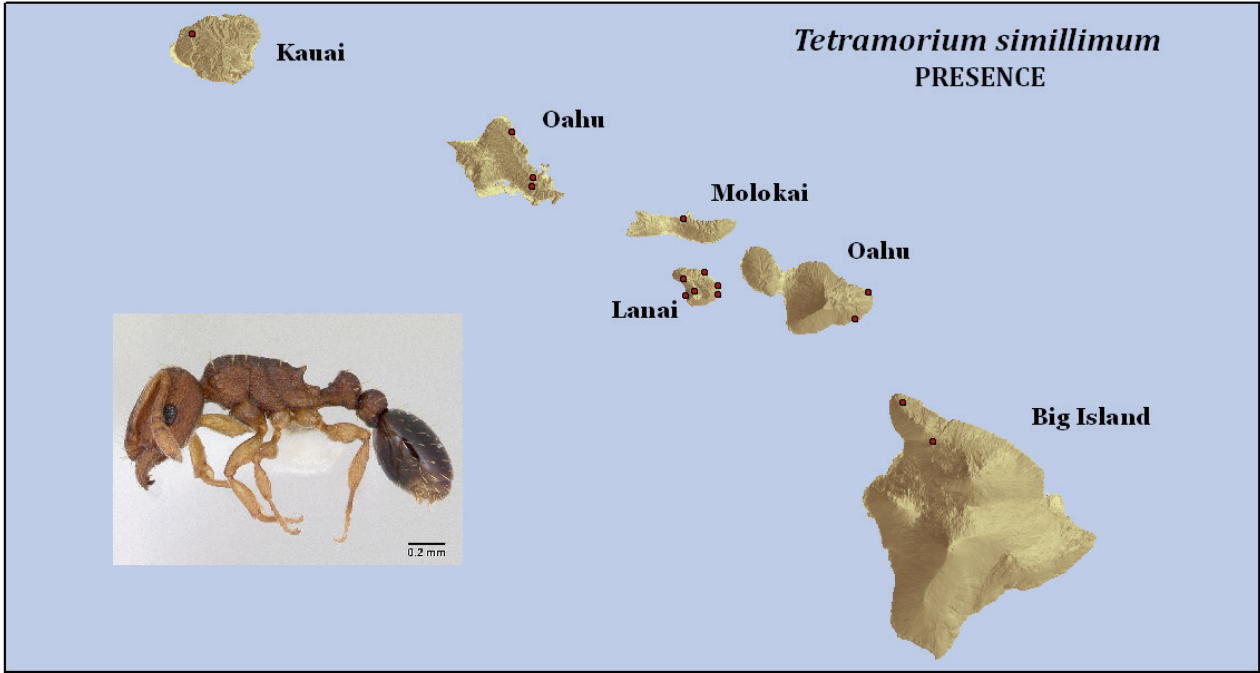 Tetramorium simillimum
PRESENCE
Kauai
Oahu
Molokai
Oahu
Lanai
Big Island
0.2 mm